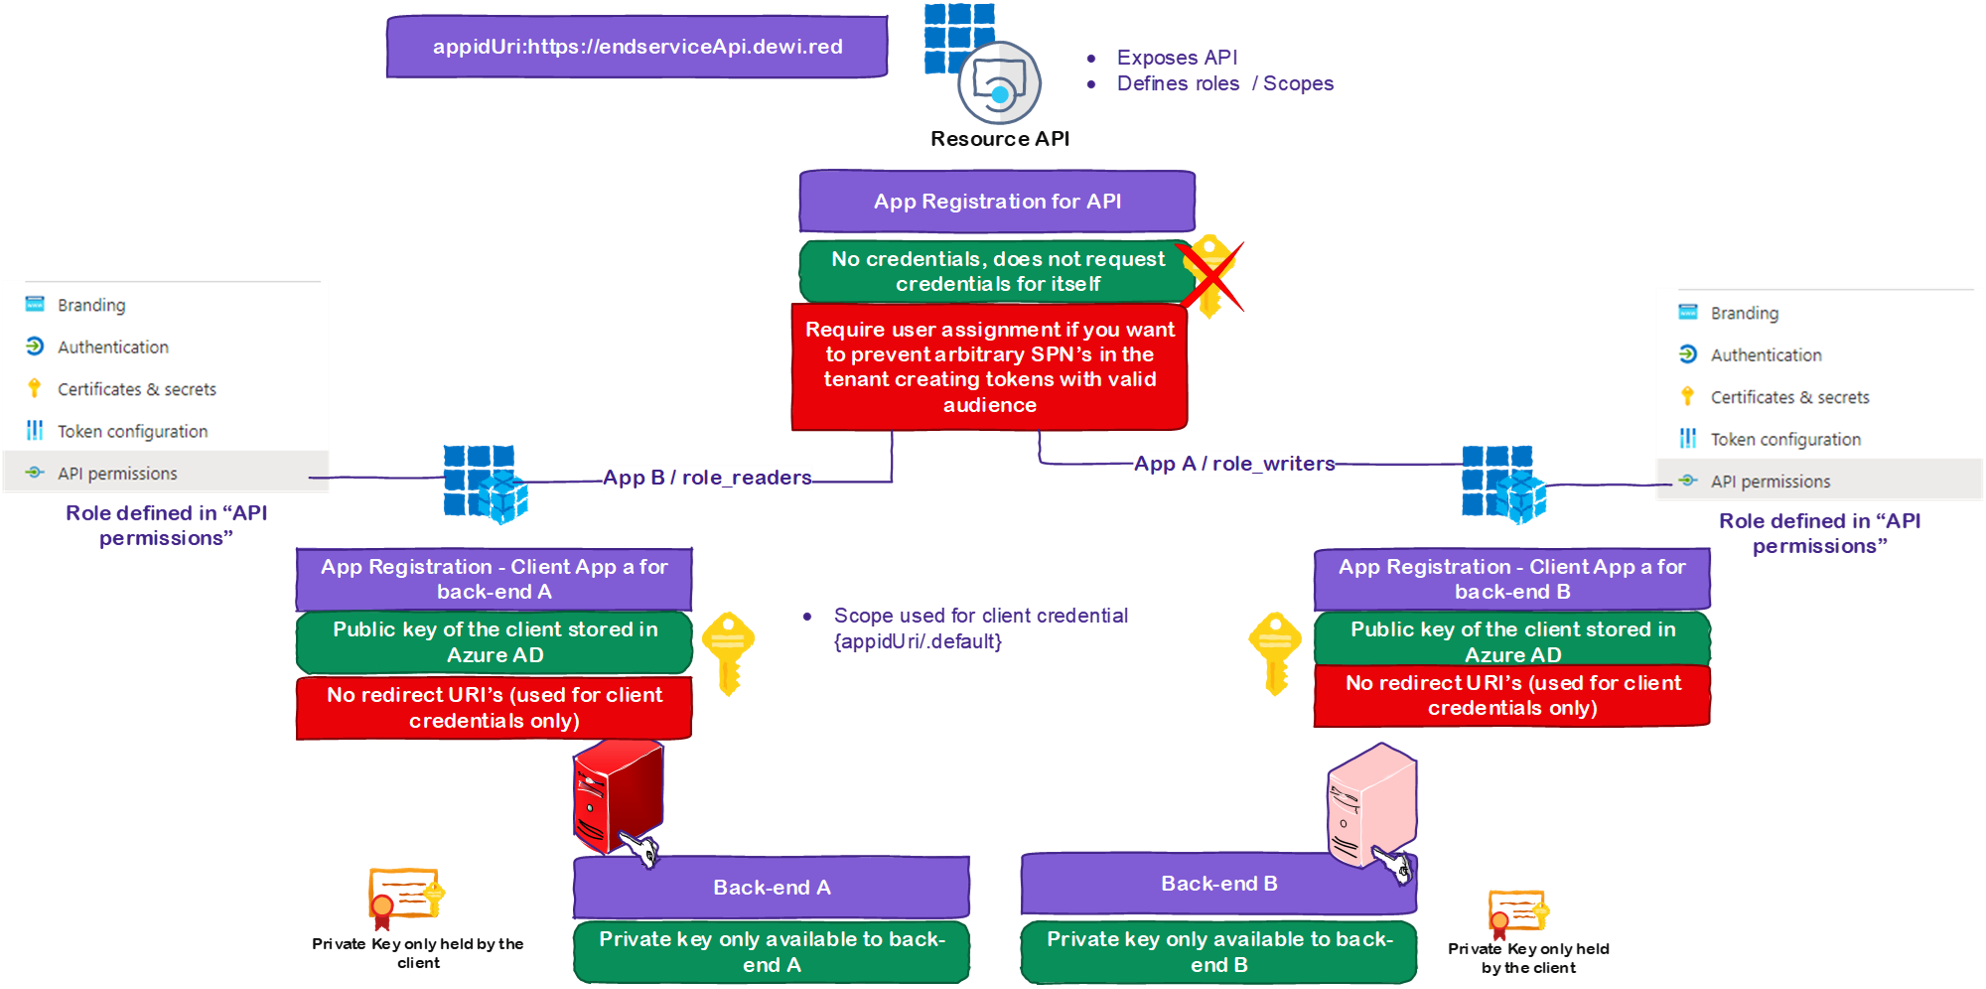 appidUri:https://endserviceApi.dewi.red
Exposes API
Defines roles / Scopes
Resource API
App Registration for API
No credentials, does not request
credentials for itself
Require user assignment if you want
to prevent arbitrary SPN's in the
tenant creating tokens with valid
audience
Branding
Authentication
Certificates & secrets
Token configuration
API permissions
Role defined in “API
permissions”
App B / role_readers
App A / role_writers
Branding
Authentication
Certificates & secrets
Token configuration
API permissions
Role defined in “API
permissions”
App Registration - Client App a for
back-end A
Public key of the client stored in
Azure AD
No redirect URI's (used for client
credentials only)
Scope used for client credential
{appidUri/.default}
App Registration - Client App a for
back-end B
Public key of the client stored in
Azure AD
No redirect URI's (used for client
credentials only)
Private Key only held by the
client
Back-end A
Private key only available to back-
end A
Back-end B
Private key only available to back-
end B
Private Key only held
by the client